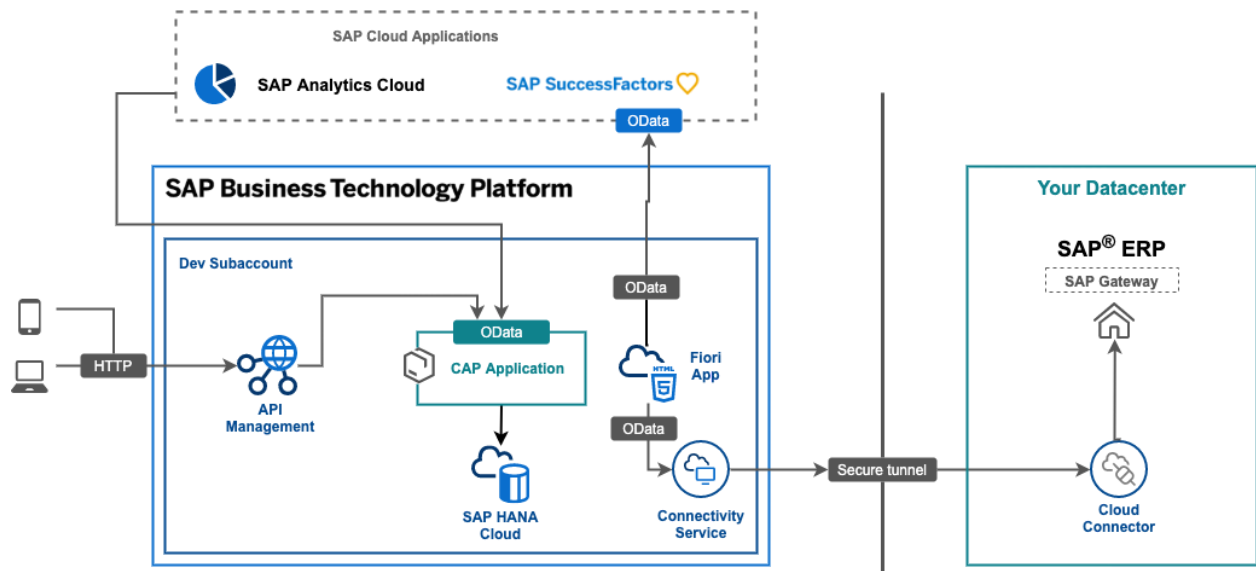 SAP Cloud Applications
SAP Analytics Cloud
SAP SuccessFactors
OData
SAP Business Technology Platform
Your Datacenter
SAP® ERP
SAP Gateway
Dev Subaccount
OData
HTTP
API
Management
OData
CAP Application
Fiori
App
HTML
5
OData
SAP HANA
Cloud
Connectivity
Service
Secure tunnel
Cloud
Connector